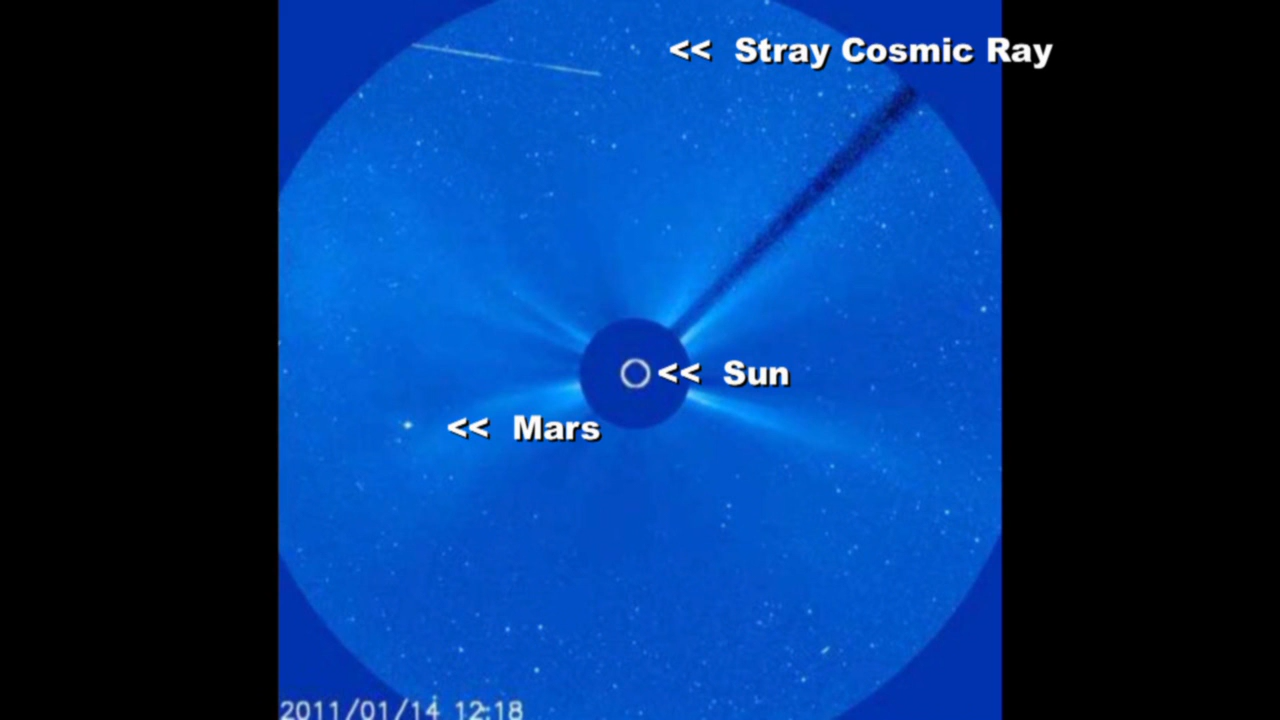 << Stray Cosmic Ray
<< Sun
<< Mars
2011/01/14 12:18